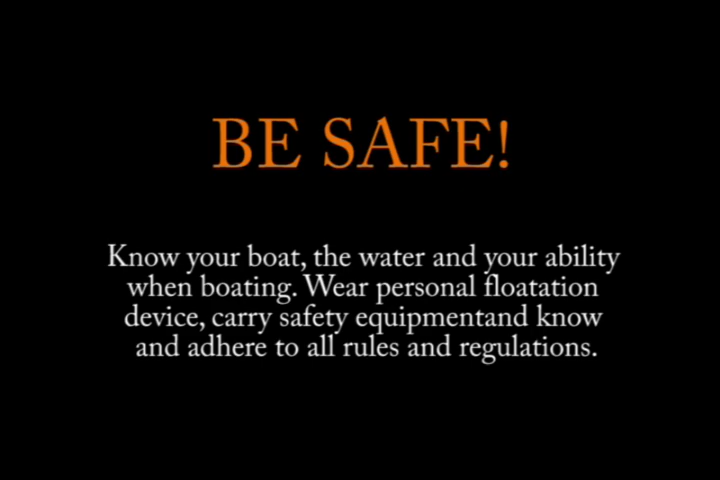 BE SAFE!
Know your boat, the water and your ability
when boating. Wear personal floatation
device, carry safety equipmentand know
and adhere to all rules and regulations.